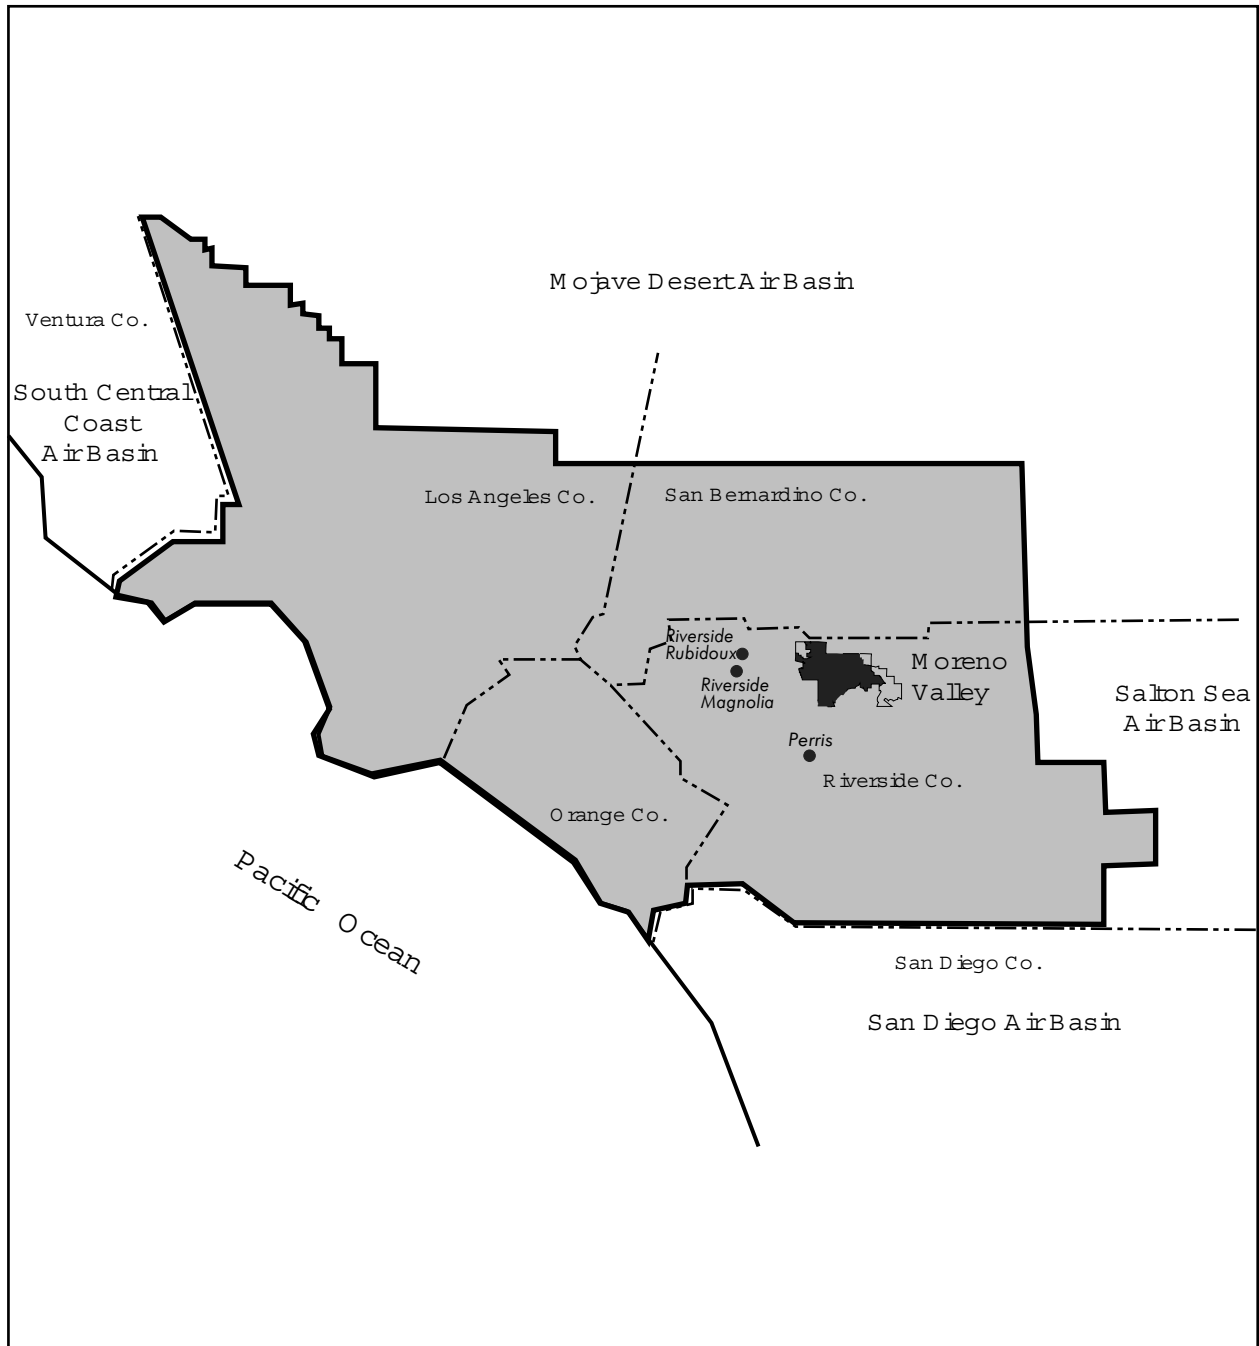 Mojave Desert Air Basin
Ventura Co.
South Central
Coast
Air Basin
Los Angeles Co.
San Bernardino Co.
Riverside
Rubidoux
Riverside
Magnolia
Moreno
Valley
Salton Sea
Air Basin
Perris
Riverside Co.
Orange Co.
Pacific Ocean
San Diego Co.
San Diego Air Basin